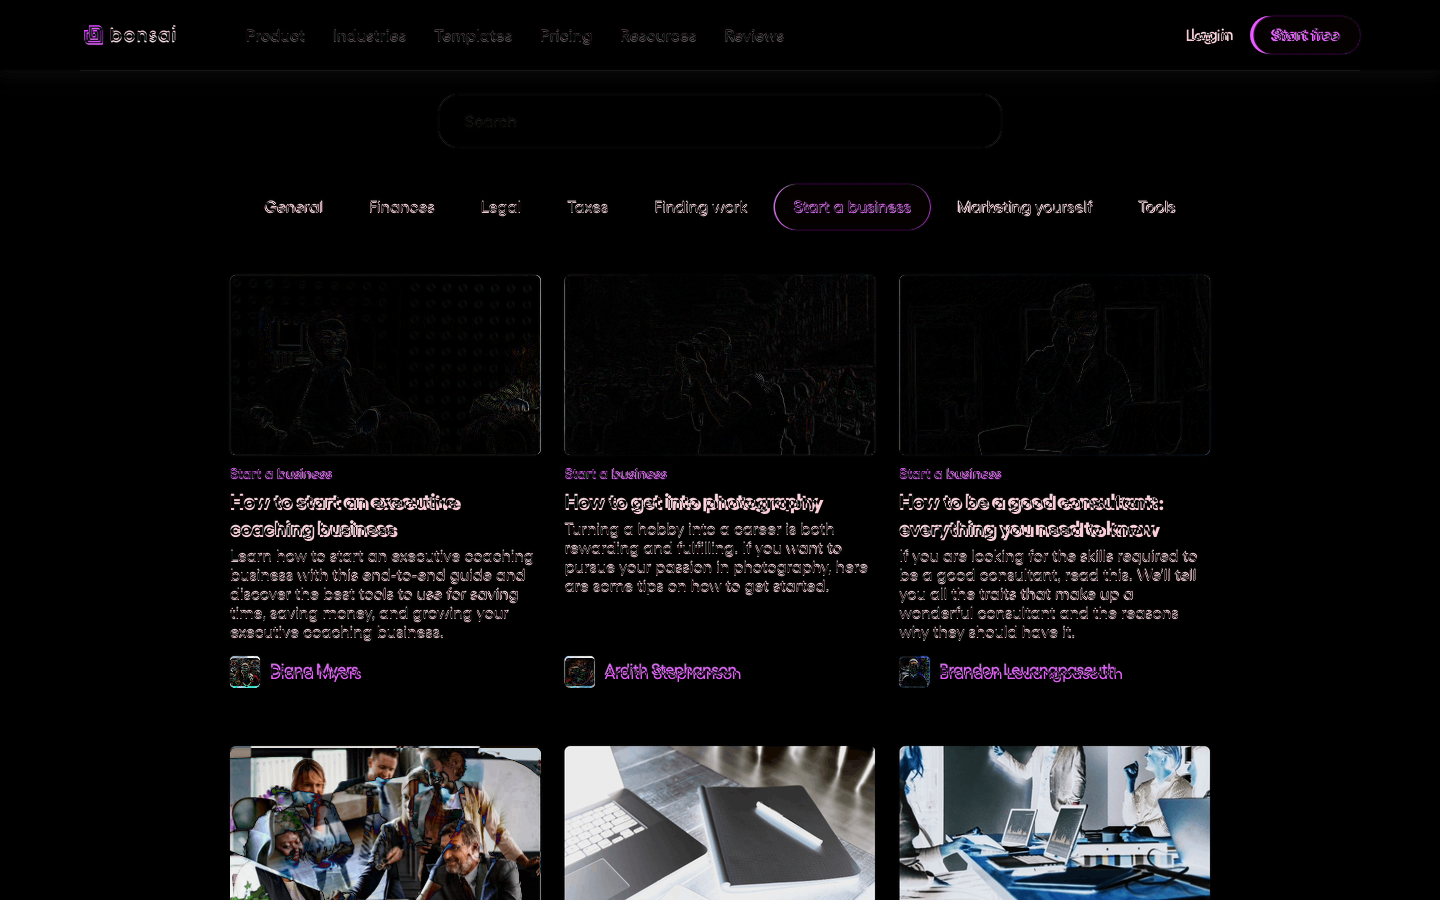 bonsai
Product Industries Templates Pricing Resources Reviews
Log in
Start free
Search
General Finances Legal Taxes Finding work Start a business Marketing yourself Tools
Start a business
How to start an executive
coaching business
Learn how to start an executive coaching
business with this end-to-end guide and
discover the best tools to use for saving
time, saving money, and growing your
executive coaching business.
Diana Myers
Start a business
How to get into photography
Turning a hobby into a career is both
rewarding and fulfilling. If you want to
pursue your passion in photography, here
are some tips on how to get started.
Ardith Stephanson
Start a business
How to be a good consultant:
everything you need to know
If you are looking for the skills required to
be a good consultant, read this. We'll tell
you all the traits that make up a
wonderful consultant and the reasons
why they should have it.
Brandon Leuangpaseuth